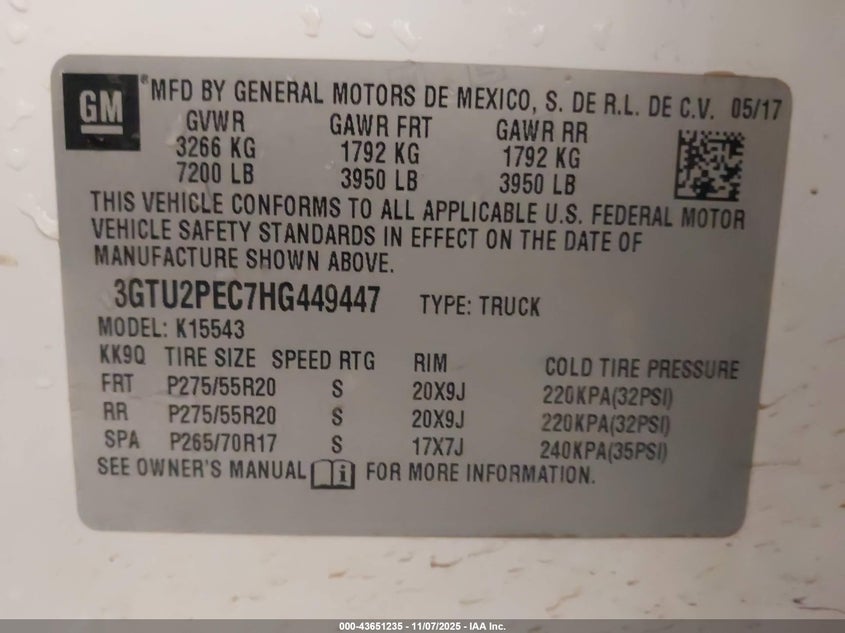 GM
®MFD BY GENERAL MOTORS DE MEXICO, S. DE R.L. DE C.V. 05/17
GVWR GAWR FRT GAWR RR
3266 KG 1792 KG 1792 KG
7200 LB 3950 LB 3950 LB
THIS VEHICLE CONFORMS TO ALL APPLICABLE U.S. FEDERAL MOTOR
VEHICLE SAFETY STANDARDS IN EFFECT ON THE DATE OF
MANUFACTURE SHOWN ABOVE.
3GTU2PEC7HG449447 TYPE: TRUCK
MODEL: K15543
KK9Q TIRE SIZE SPEED RTG RIM COLD TIRE PRESSURE
FRT P275/55R20 S 20X9J 220KPA(32PSI)
RR P275/55R20 S 20X9J 220KPA(32PSI)
SPA P265/70R17 S 17X7J 240KPA(35PSI)
SEE OWNER'S MANUAL i FOR MORE INFORMATION.
000-43651235 - 11/07/2025 - IAA Inc.